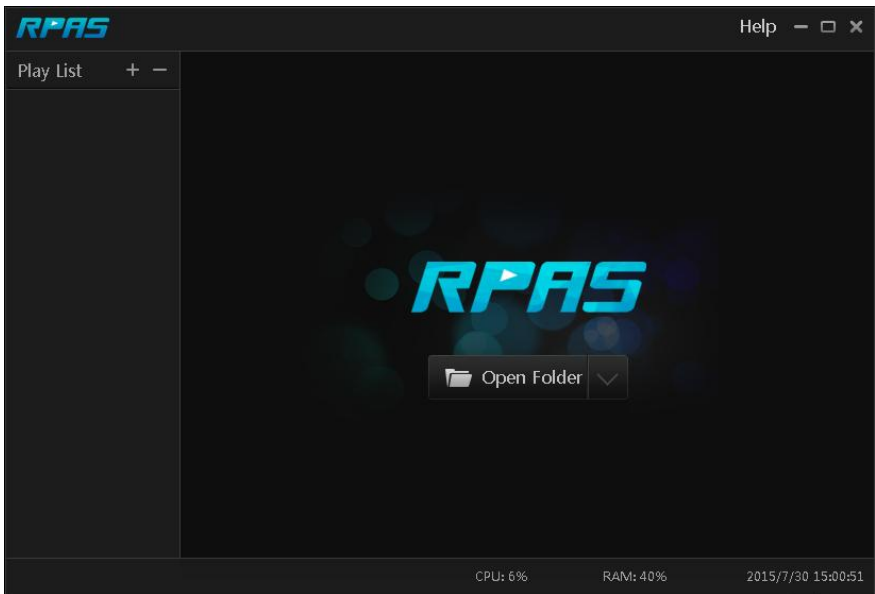 RPAS
Help
Play List + −
RPAS
Open Folder
CPU: 6% RAM: 40% 2015/7/30 15:00:51